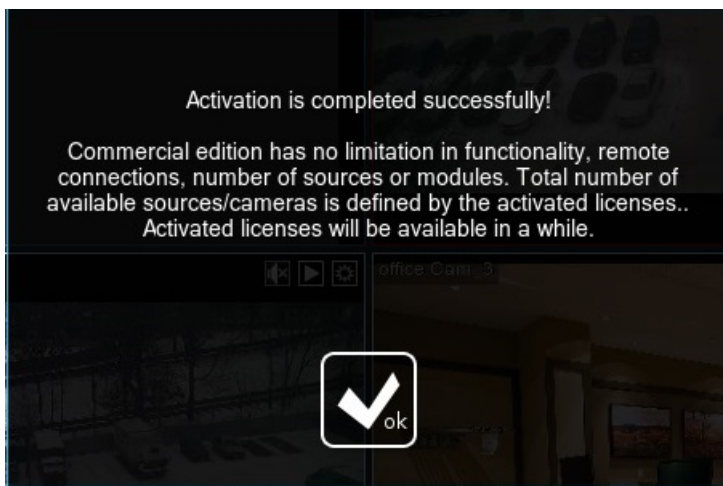 Activation is completed successfully!
Commercial edition has no limitation in functionality, remote
connections, number of sources or modules. Total number of
available sources/cameras is defined by the activated licenses..
Activated licenses will be available in a while.
office Cam_3
ok